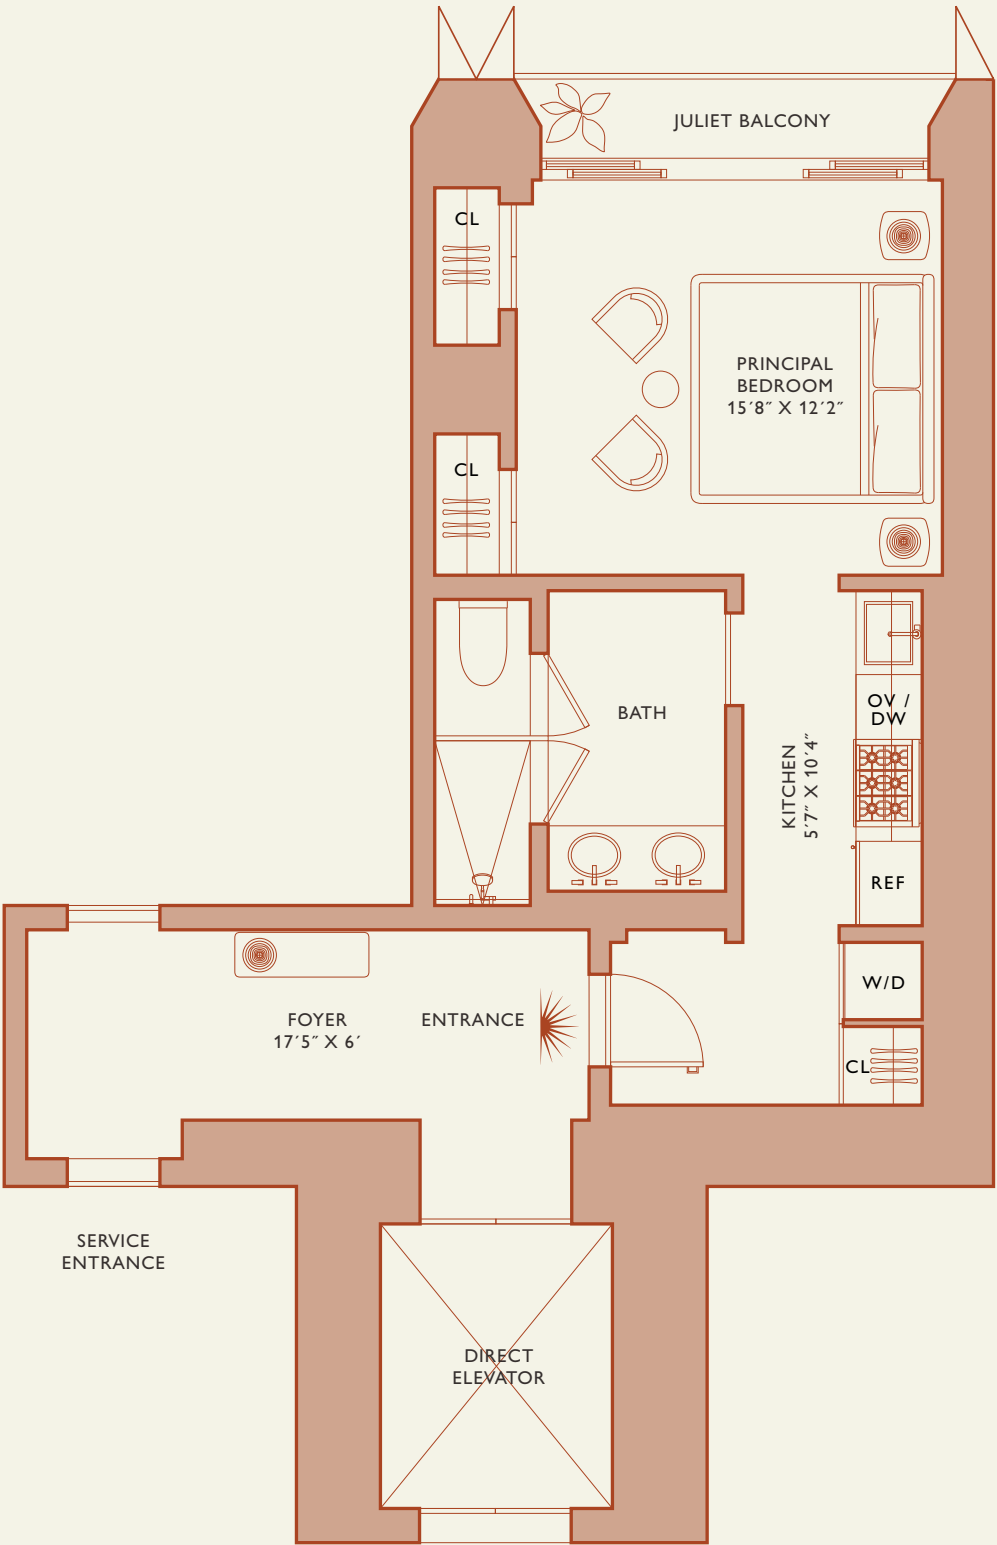 JULIET BALCONY
CL
PRINCIPAL
BEDROOM
15´8˝ X 12´2˝
CL
OV /
DW
BATH
KITCHEN
5´7˝ X 10´4˝
REF
W/D
FOYER
17´5˝ X 6´
ENTRANCE
CL
SERVICE
ENTRANCE
DIRECT
ELEVATOR